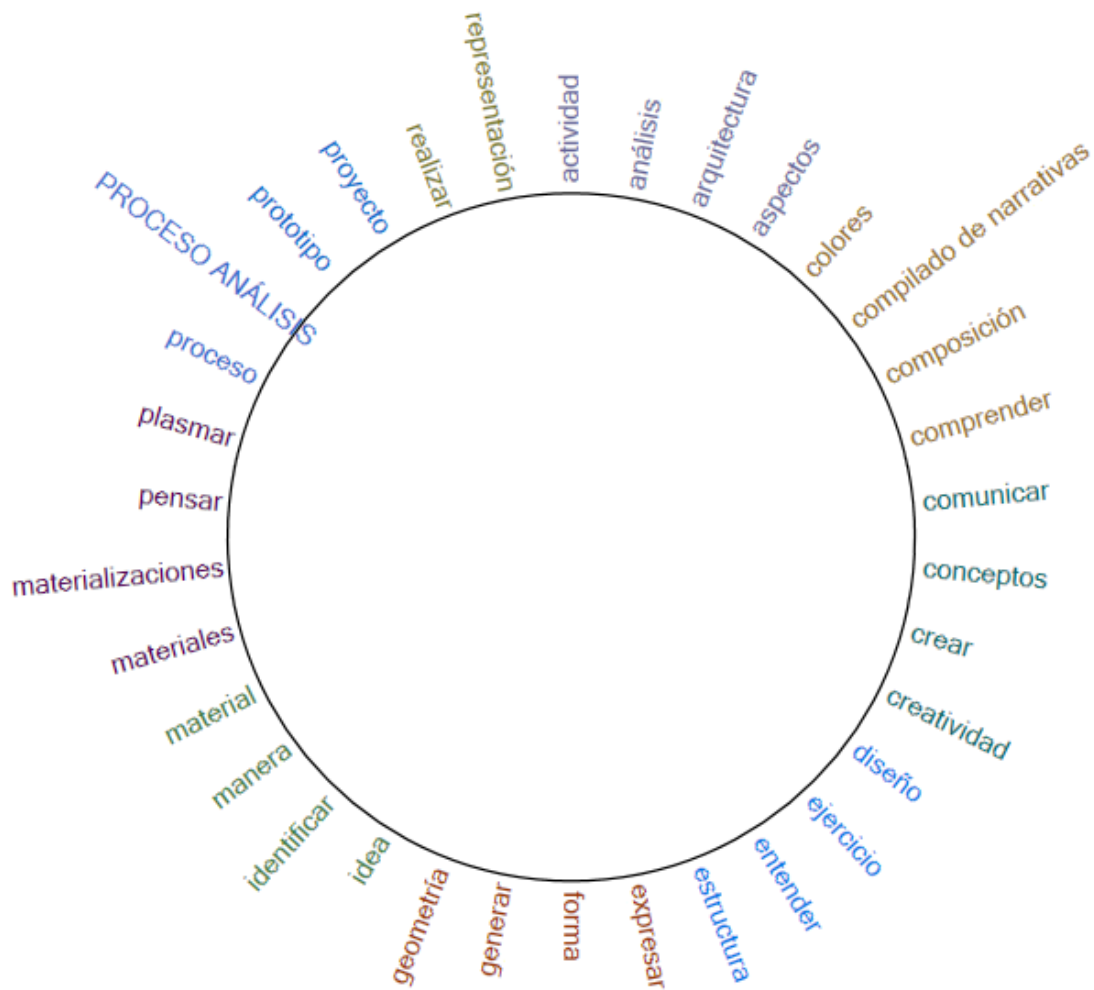 actividad
análisis
arquitectura
aspectos
colores
compilado de narrativas
composición
comprender
comunicar
conceptos
crear
creatividad
diseño
ejercicio
entender
estructura
expresar
forma
generar
geometría
idea
identificar
manera
material
materiales
materializaciones
pensar
plasmar
proceso
PROCESO ANÁLISIS
prototipo
proyecto
realizar
representación